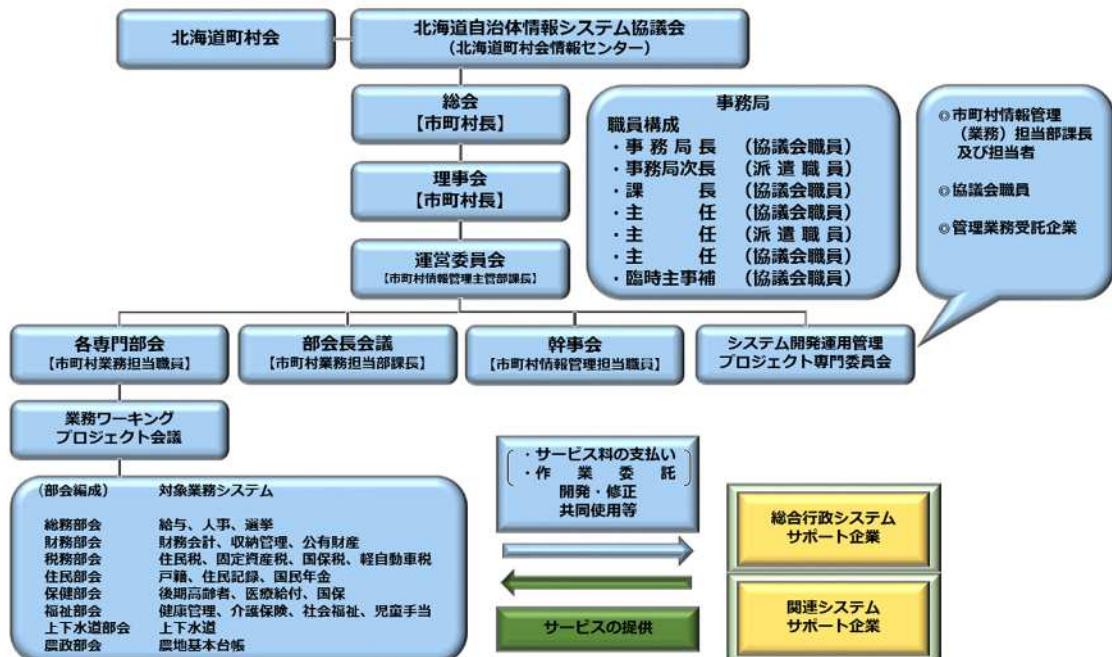 北海道町村会
北海道自治体情報システム協議会
（北海道町村会情報センター）
総会
【市町村長】
理事会
【市町村長】
運営委員会
【市町村情報管理主管部課長】
事務局
職員構成
・事 務 局 長 （協議会職員）
・事務局次長 （派 遣 職 員）
・課 長 （協議会職員）
・主 任 （協議会職員）
・主 任 （派 遣 職 員）
・主 任 （協議会職員）
・臨時主事補 （協議会職員）
◎市町村情報管理
（業務）担当部課長
及び担当者
◎協議会職員
◎管理業務受託企業
各専門部会
【市町村業務担当職員】
部会長会議
【市町村業務担当部課長】
幹事会
【市町村情報管理担当職員】
システム開発運用管理
プロジェクト専門委員会
業務ワーキング
プロジェクト会議
（部会編成） 対象業務システム
総務部会 給与、人事、選挙
財務部会 財務会計、収納管理、公有財産
税務部会 住民税、固定資産税、国保税、軽自動車税
住民部会 戸籍、住民記録、国民年金
保健部会 後期高齢者、医療給付、国保
福祉部会 健康管理、介護保険、社会福祉、児童手当
上下水道部会 上下水道
農政部会 農地基本台帳
・サービス料の支払い
・作 業 委 託
開発・修正
共同使用等
サービスの提供
総合行政システム
サポート企業
関連システム
サポート企業